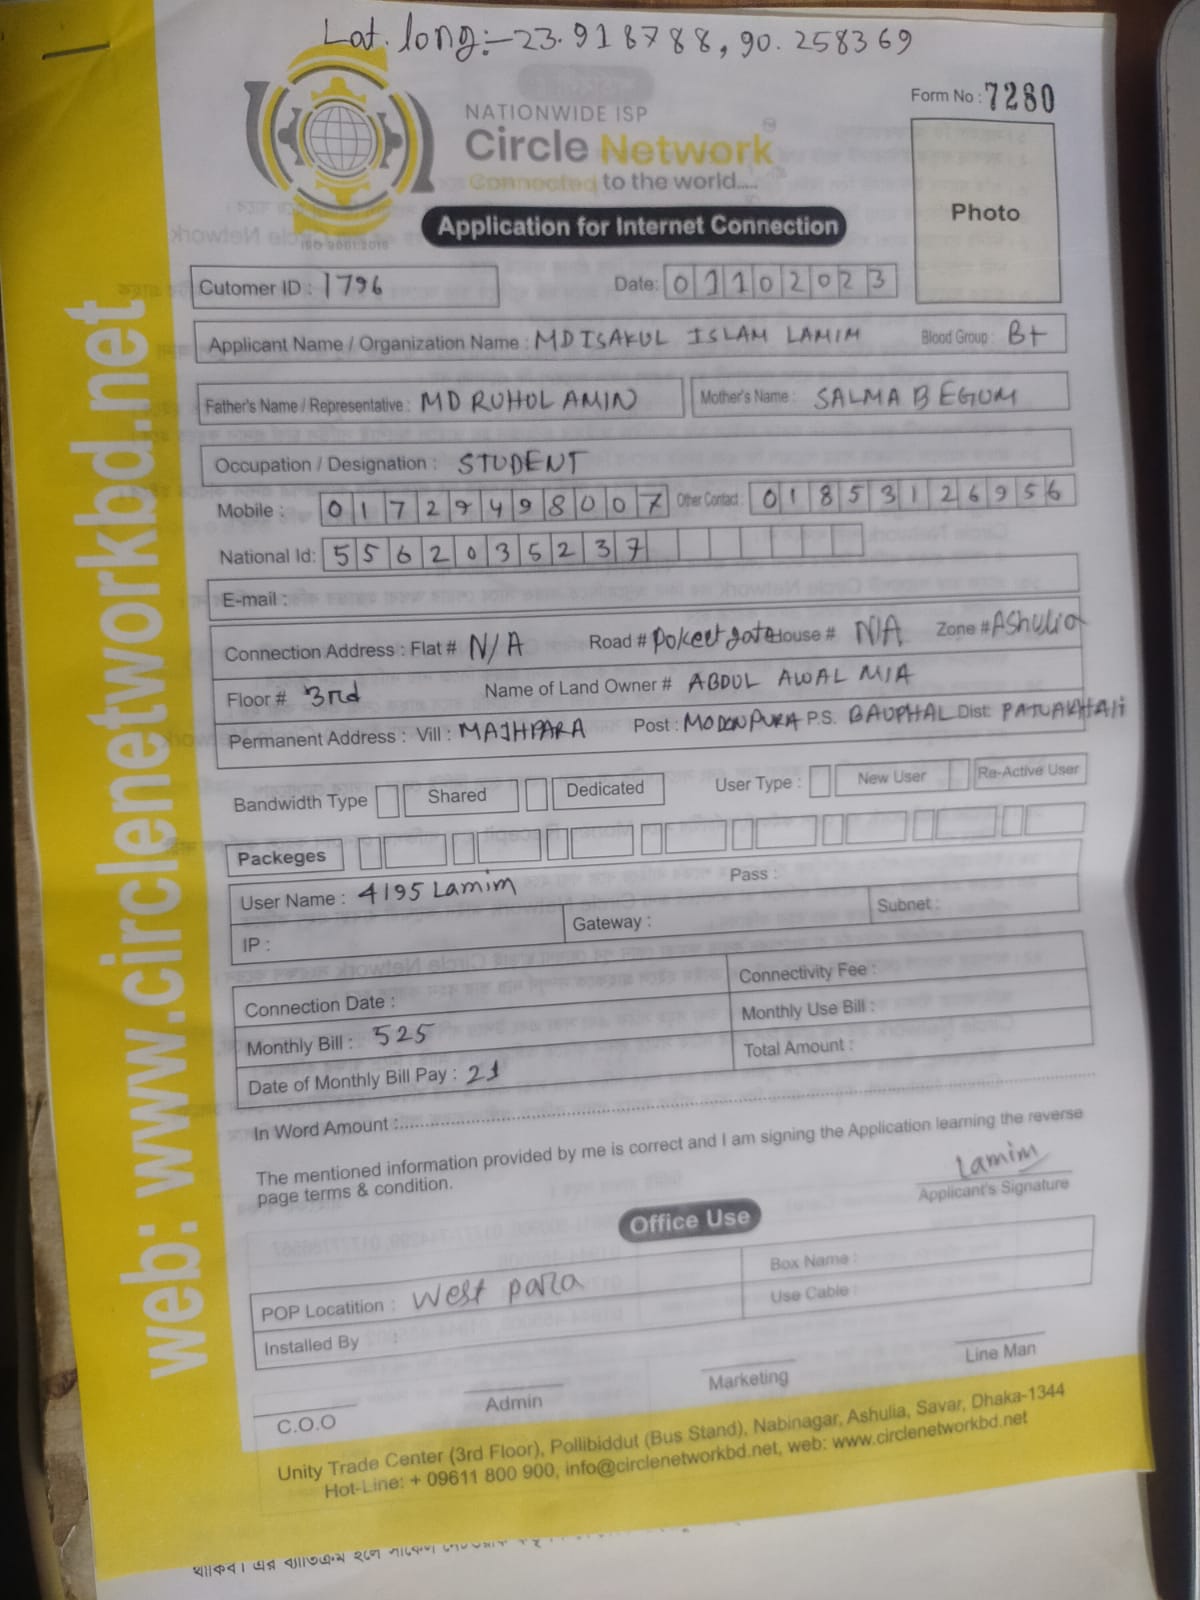 Lat. long:-23.918788, 90.258369
Form No : 7280
NATIONWIDE ISP
Circle Network
Connected to the world.....
ISO 9001:2015
Photo
Application for Internet Connection
Cutomer ID : 1796 Date: 01102023
Applicant Name / Organization Name : MD ISAKUL ISLAM LAMIM Blood Group : B+
Father's Name / Representative : MD RUHUL AMIN Mother's Name : SALMA BEGUM
Occupation / Designation : STUDENT
Mobile : 01729498007 Other Contact : 01853126956
National Id: 5562035237
E-mail :
Connection Address : Flat # N/A Road # Pokeet gate House # N/A Zone # Ashulia
Floor # 3rd Name of Land Owner # ABDUL AWAL MIA
Permanent Address : Vill : MAJHPARA Post : MODONPURA P.S. BAUPHAL Dist: PATUAKHALI
Bandwidth Type Shared Dedicated User Type : New User Re-Active User
Packeges
User Name : 4195 Lamim Pass :
IP : Gateway : Subnet :
Connection Date : Connectivity Fee :
Monthly Bill : 525 Monthly Use Bill :
Date of Monthly Bill Pay : 21 Total Amount :
In Word Amount :
The mentioned information provided by me is correct and I am signing the Application learning the reverse
page terms & condition.
Lamim
Applicant's Signature
Office Use
POP Locatition : West para Box Name :
Installed By : Use Cable :
C.O.O Admin Marketing Line Man
Unity Trade Center (3rd Floor), Pollibiddut (Bus Stand), Nabinagar, Ashulia, Savar, Dhaka-1344
Hot-Line: + 09611 800 900, info@circlenetworkbd.net, web: www.circlenetworkbd.net
web: www.circlenetworkbd.net
থাকিব। এর ব্যতিক্রম হলে